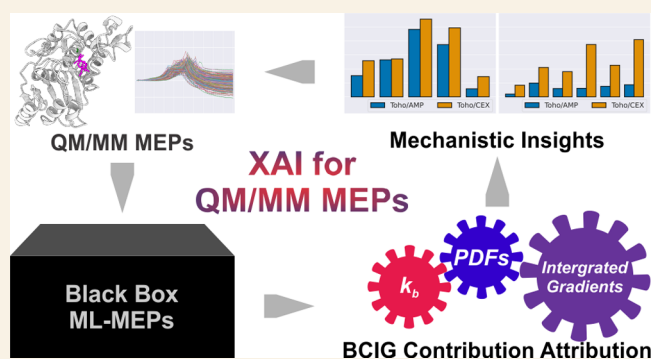 Toho/AMP Toho/CEX Toho/AMP Toho/CEX
QM/MM MEPs
Mechanistic Insights
XAI for
QM/MM MEPs
Black Box
ML-MEPs
k_b
PDFs
Intergrated
Gradients
BCIG Contribution Attribution